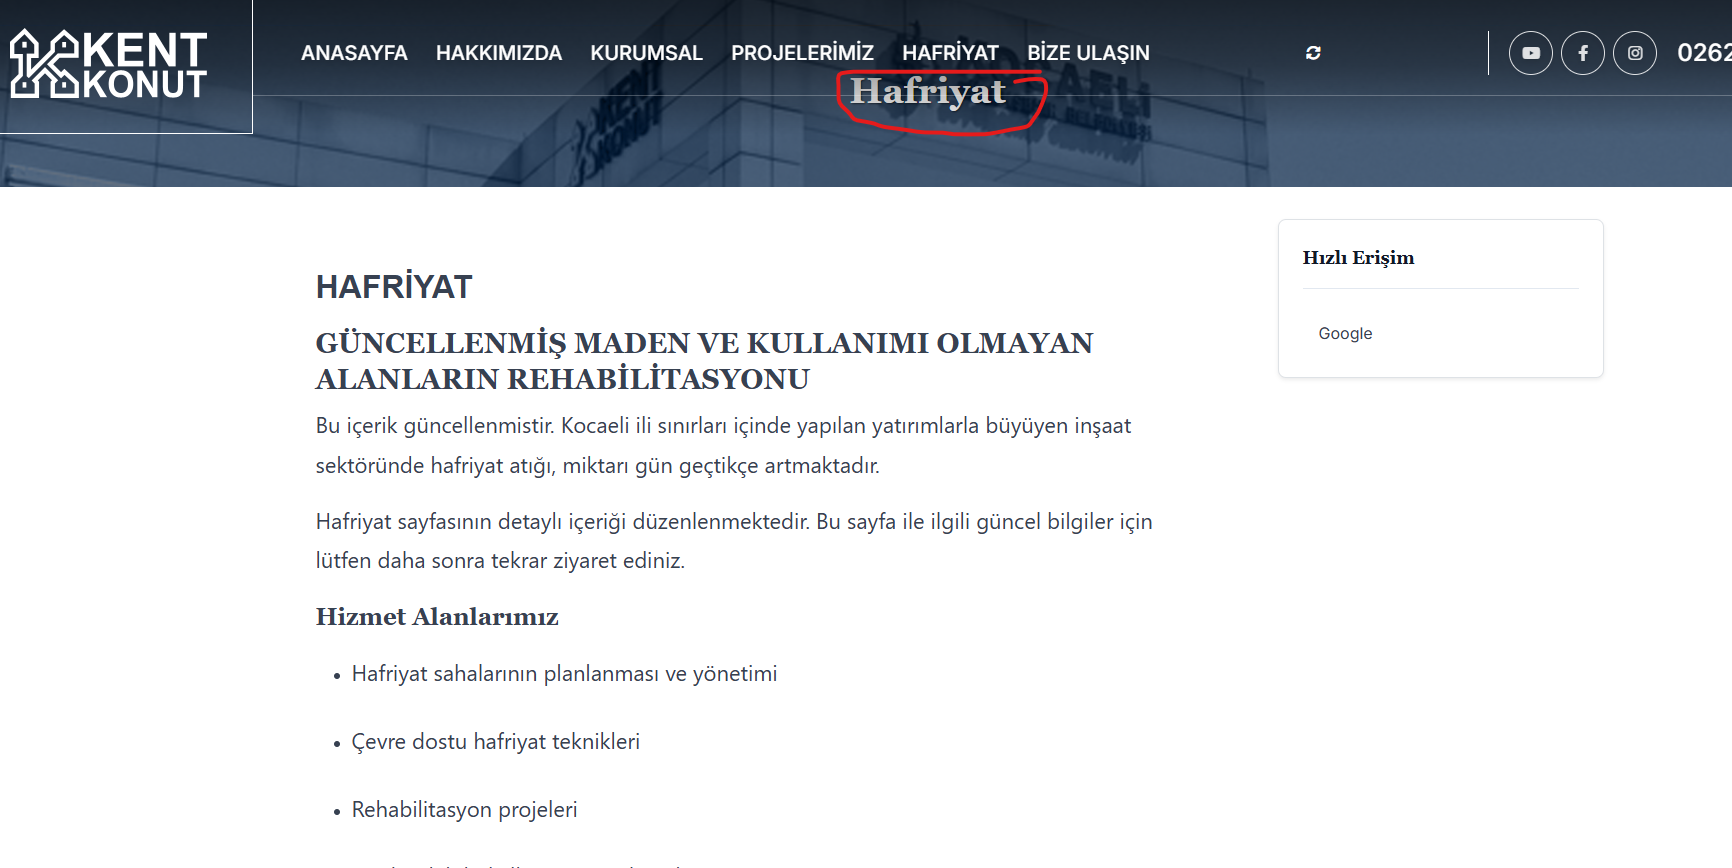 KENT
KONUT
ANASAYFA HAKKIMIZDA KURUMSAL PROJELERİMİZ HAFRİYAT BİZE ULAŞIN
0262
Hafriyat
KENT
KONUT
HAFRİYAT
GÜNCELLENMİŞ MADEN VE KULLANIMI OLMAYAN
ALANLARIN REHABİLİTASYONU
Bu içerik güncellenmistir. Kocaeli ili sınırları içinde yapılan yatırımlarla büyüyen inşaat
sektöründe hafriyat atığı, miktarı gün geçtikçe artmaktadır.
Hafriyat sayfasının detaylı içeriği düzenlenmektedir. Bu sayfa ile ilgili güncel bilgiler için
lütfen daha sonra tekrar ziyaret ediniz.
Hizmet Alanlarımız
• Hafriyat sahalarının planlanması ve yönetimi
• Çevre dostu hafriyat teknikleri
• Rehabilitasyon projeleri
Hızlı Erişim
Google